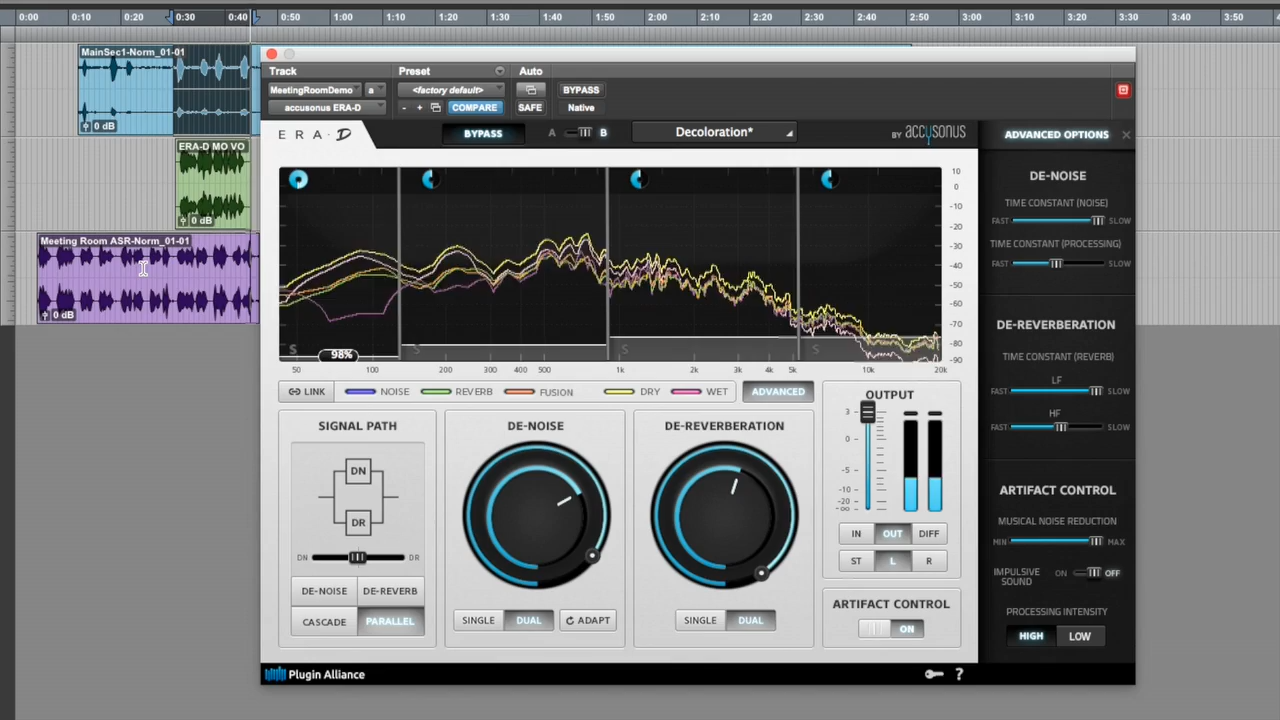 0:00 0:10 0:20 0:30 0:40 0:50 1:00 1:10 1:20 1:30 1:40 1:50 2:00 2:10 2:20 2:30 2:40 2:50 3:00 3:10 3:20 3:30 3:40 3:50
MainSec1-Norm_01-01
0 dB
ERA-D MO VO
0 dB
Meeting Room ASR-Norm_01-01
0 dB
Track Preset Auto
MeetingRoomDemo a <factory default> BYPASS
accusonus ERA-D - + COMPARE SAFE Native
ERA · D BYPASS A B Decoloration* BY accusonus
10
0
-10
-20
-30
-40
-50
-60
-70
-80
-90
98%
S S S S
50 100 200 300 400 500 1k 2k 3k 4k 5k 10k 20k
LINK NOISE REVERB FUSION DRY WET ADVANCED
SIGNAL PATH
DN
DR
DN DR
DE-NOISE DE-REVERB
CASCADE PARALLEL
DE-NOISE
SINGLE DUAL ADAPT
DE-REVERBERATION
SINGLE DUAL
OUTPUT
3
0
-5
-10
-20
-∞
IN OUT DIFF
ST L R
ARTIFACT CONTROL
ON
ADVANCED OPTIONS
DE-NOISE
TIME CONSTANT (NOISE)
FAST SLOW
TIME CONSTANT (PROCESSING)
FAST SLOW
DE-REVERBERATION
TIME CONSTANT (REVERB)
LF
FAST SLOW
HF
FAST SLOW
ARTIFACT CONTROL
MUSICAL NOISE REDUCTION
MIN MAX
IMPULSIVE SOUND ON OFF
PROCESSING INTENSITY
HIGH LOW
Plugin Alliance ?